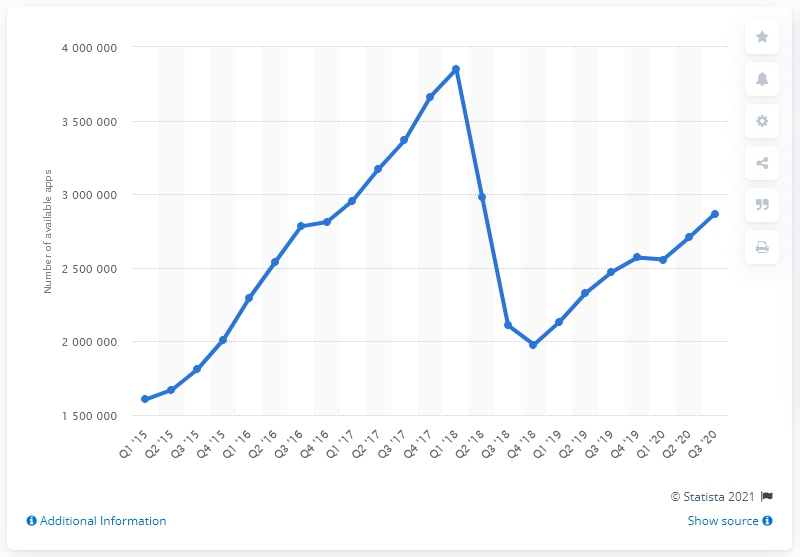 4 000 000
3 500 000
3 000 000
2 500 000
2 000 000
1 500 000
Number of available apps
Q1 '15
Q2 '15
Q3 '15
Q4 '15
Q1 '16
Q2 '16
Q3 '16
Q4 '16
Q1 '17
Q2 '17
Q3 '17
Q4 '17
Q1 '18
Q2 '18
Q3 '18
Q4 '18
Q1 '19
Q2 '19
Q3 '19
Q4 '19
Q1 '20
Q2 '20
Q3 '20
© Statista 2021
Additional Information
Show source